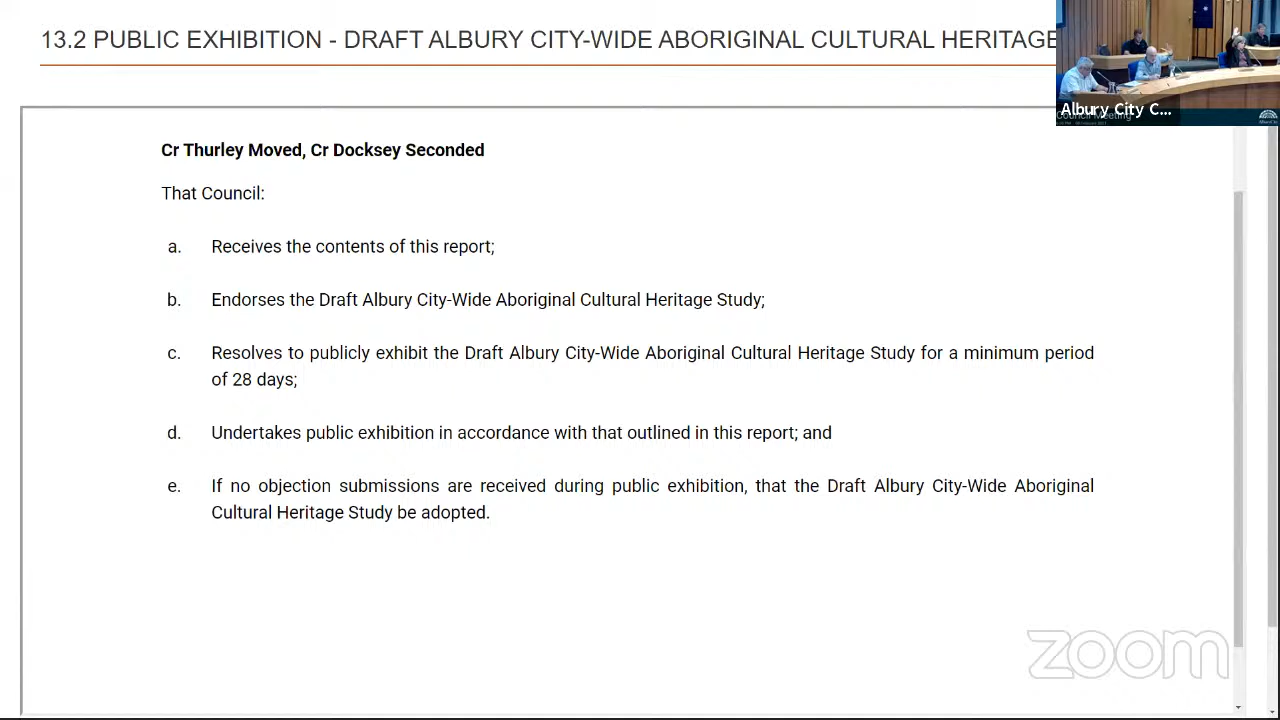 13.2 PUBLIC EXHIBITION - DRAFT ALBURY CITY-WIDE ABORIGINAL CULTURAL HERITAGE
Albury City C...
Council Meeting
Cr Thurley Moved, Cr Docksey Seconded
That Council:
a. Receives the contents of this report;
b. Endorses the Draft Albury City-Wide Aboriginal Cultural Heritage Study;
c. Resolves to publicly exhibit the Draft Albury City-Wide Aboriginal Cultural Heritage Study for a minimum period
of 28 days;
d. Undertakes public exhibition in accordance with that outlined in this report; and
e. If no objection submissions are received during public exhibition, that the Draft Albury City-Wide Aboriginal
Cultural Heritage Study be adopted.
zoom